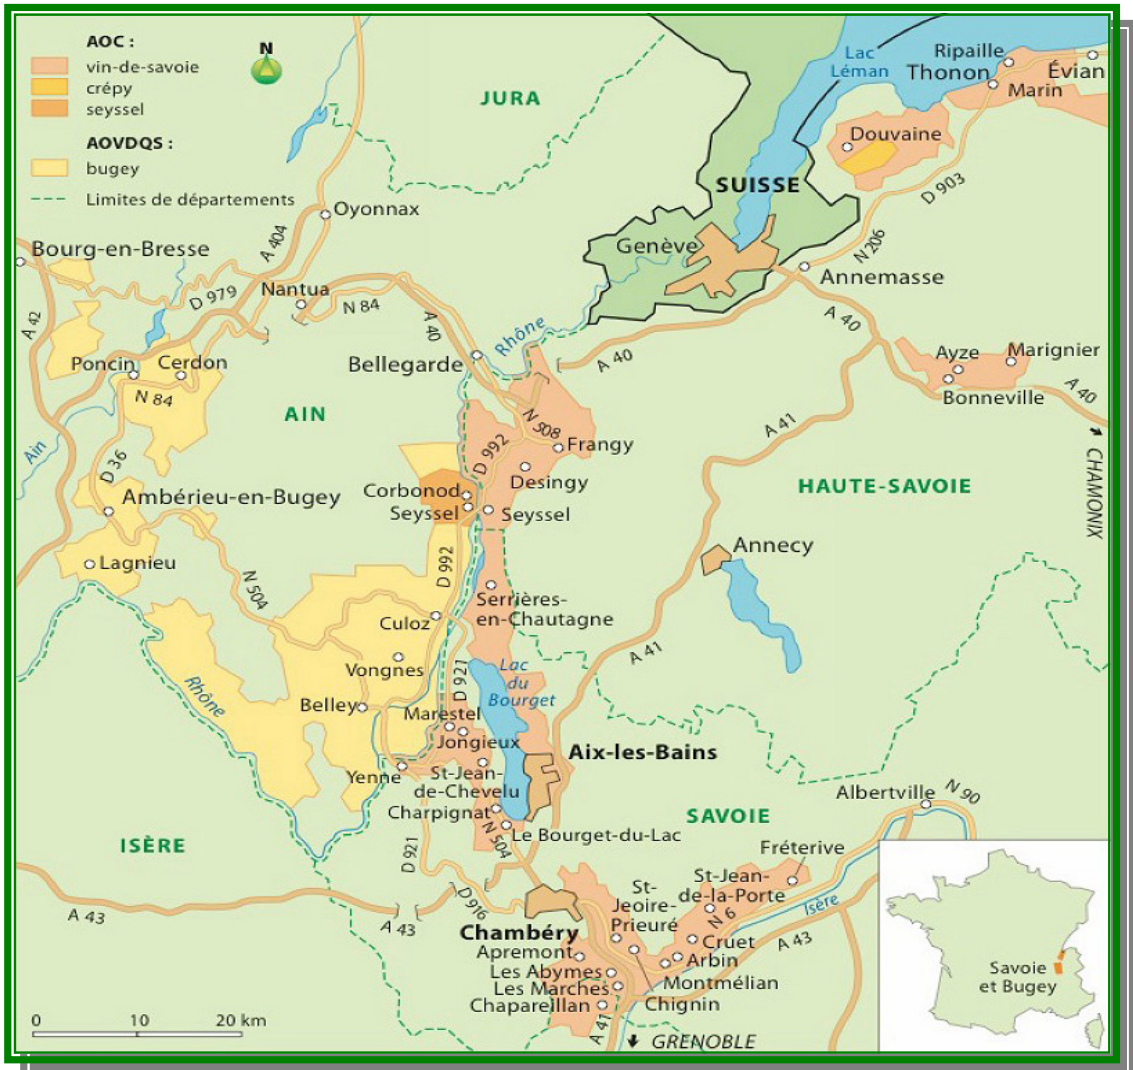 AOC :
vin-de-savoie
crépy
seyssel
AOVDQS :
bugey
Limites de départements
N
JURA
Lac
Léman
Ripaille
Thonon
Évian
Marin
Douvaine
SUISSE
D 903
Genève
N 206
Annemasse
Oyonnax
Bourg-en-Bresse
A 404
Nantua
D 979
N 84
A 42
A 40
Rhône
A 40
A 40
Bellegarde
Poncin
Cerdon
N 84
Ayze
Marignier
Bonneville
A 40
CHAMONIX
AIN
Ain
D 36
N 508
Frangy
D 992
A 41
Desingy
HAUTE-SAVOIE
Corbonod
Seyssel
Seyssel
Ambérieu-en-Bugey
Lagnieu
N 504
D 992
Annecy
Serrières-
en-Chautagne
Culoz
Vongnes
A 41
Lac
du
Bourget
D 921
Rhône
Belley
Marestel
Jongieux
Aix-les-Bains
Yenne
St-Jean-
de-Chevelu
Charpignat
Le Bourget-du-Lac
N 504
SAVOIE
Albertville
N 90
ISÈRE
D 921
Fréterive
St-Jean-
de-la-Porte
St-
Jeoire-
Prieuré
N 6
Isère
A 43
A 43
D 916
A 43
Chambéry
Cruet
Arbin
Apremont
Les Abymes
Les Marches
Chapareillan
Montmélian
Chignin
A 41
GRENOBLE
0 10 20 km
Savoie
et Bugey